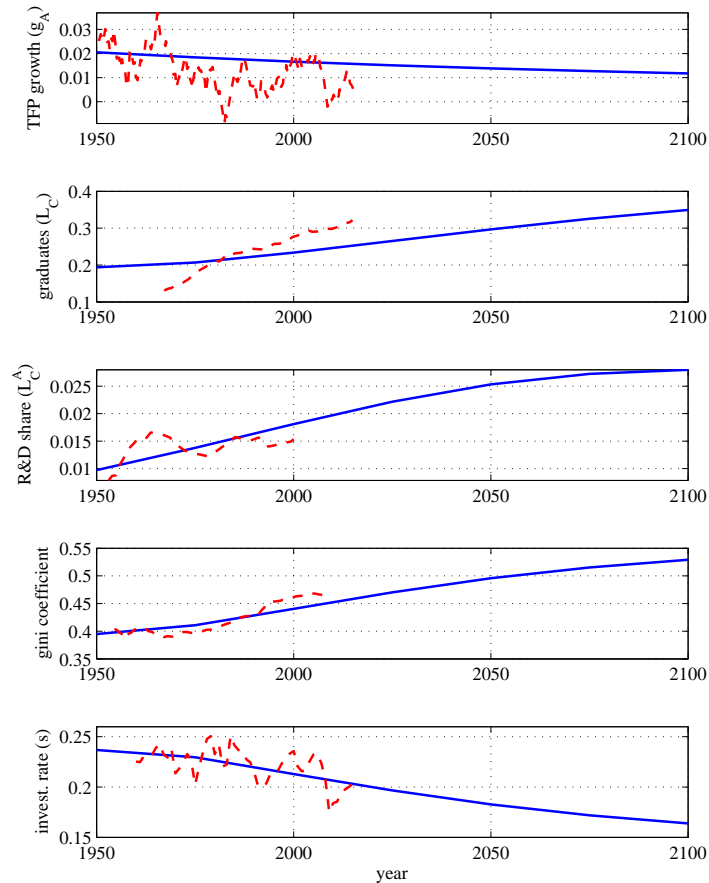 TFP growth (g_A)
0.03
0.02
0.01
0
1950 2000 2050 2100
graduates (L_C)
0.4
0.3
0.2
0.1
1950 2000 2050 2100
R&D share (L_C^A)
0.025
0.02
0.015
0.01
1950 2000 2050 2100
gini coefficient
0.55
0.5
0.45
0.4
0.35
1950 2000 2050 2100
invest. rate (s)
0.25
0.2
0.15
1950 2000 2050 2100
year